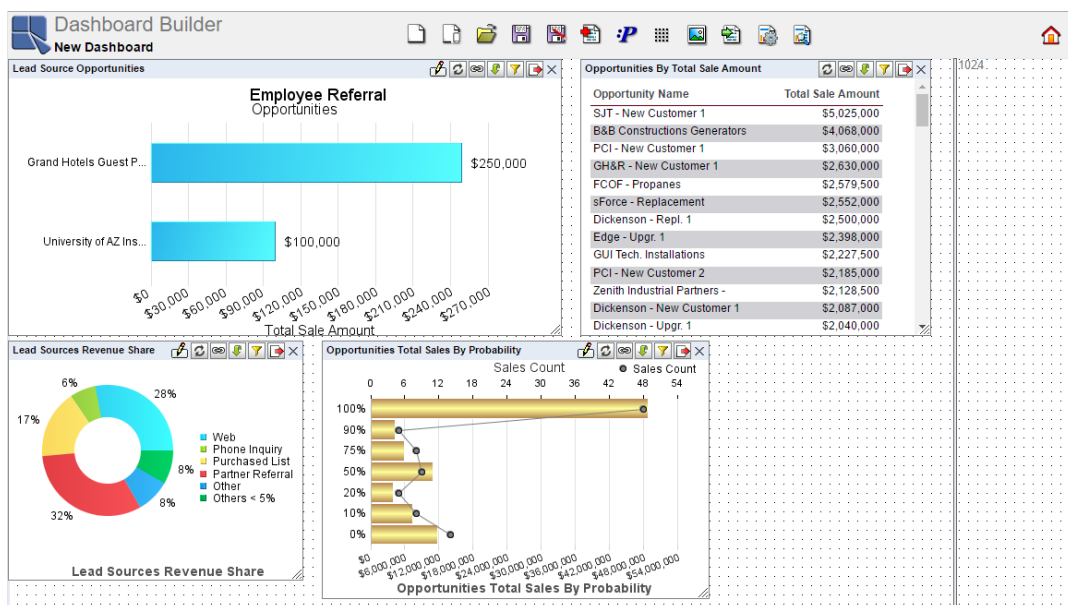 Dashboard Builder
New Dashboard
:P
1024
Lead Source Opportunities
Employee Referral
Opportunities
Grand Hotels Guest P...
$250,000
University of AZ Ins...
$100,000
$0 $30,000 $60,000 $90,000 $120,000 $150,000 $180,000 $210,000 $240,000 $270,000
Total Sale Amount
Opportunities By Total Sale Amount
Opportunity Name Total Sale Amount
SJT - New Customer 1 $5,025,000
B&B Constructions Generators $4,068,000
PCI - New Customer 1 $3,060,000
GH&R - New Customer 1 $2,630,000
FCOF - Propanes $2,579,500
sForce - Replacement $2,552,000
Dickenson - Repl. 1 $2,500,000
Edge - Upgr. 1 $2,398,000
GUI Tech. Installations $2,227,500
PCI - New Customer 2 $2,185,000
Zenith Industrial Partners - $2,128,500
Dickenson - New Customer 1 $2,087,000
Dickenson - Upgr. 1 $2,040,000
Lead Sources Revenue Share
6%
28%
17%
8%
8%
32%
Web
Phone Inquiry
Purchased List
Partner Referral
Other
Others < 5%
Lead Sources Revenue Share
Opportunities Total Sales By Probability
Sales Count
Sales Count
0 6 12 18 24 30 36 42 48 54
100%
90%
75%
50%
20%
10%
0%
$0 $6,000,000 $12,000,000 $18,000,000 $24,000,000 $30,000,000 $36,000,000 $42,000,000 $48,000,000 $54,000,000
Opportunities Total Sales By Probability